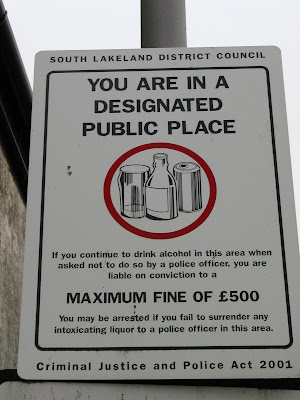 SOUTH LAKELAND DISTRICT COUNCIL
YOU ARE IN A
DESIGNATED
PUBLIC PLACE
If you continue to drink alcohol in this area when
asked not to do so by a police officer, you are
liable on conviction to a
MAXIMUM FINE OF £500
You may be arrested if you fail to surrender any
intoxicating liquor to a police officer in this area.
Criminal Justice and Police Act 2001